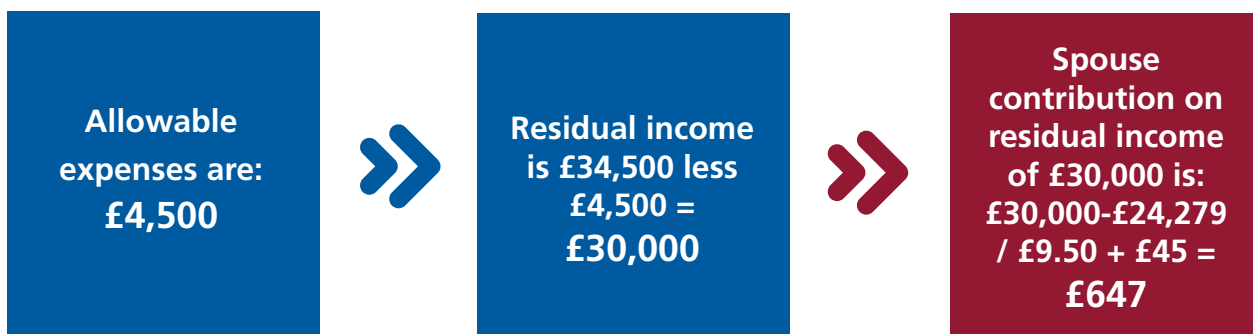 Allowable
expenses are:
£4,500
Residual income
is £34,500 less
£4,500 =
£30,000
Spouse
contribution on
residual income
of £30,000 is:
£30,000-£24,279
/ £9.50 + £45 =
£647